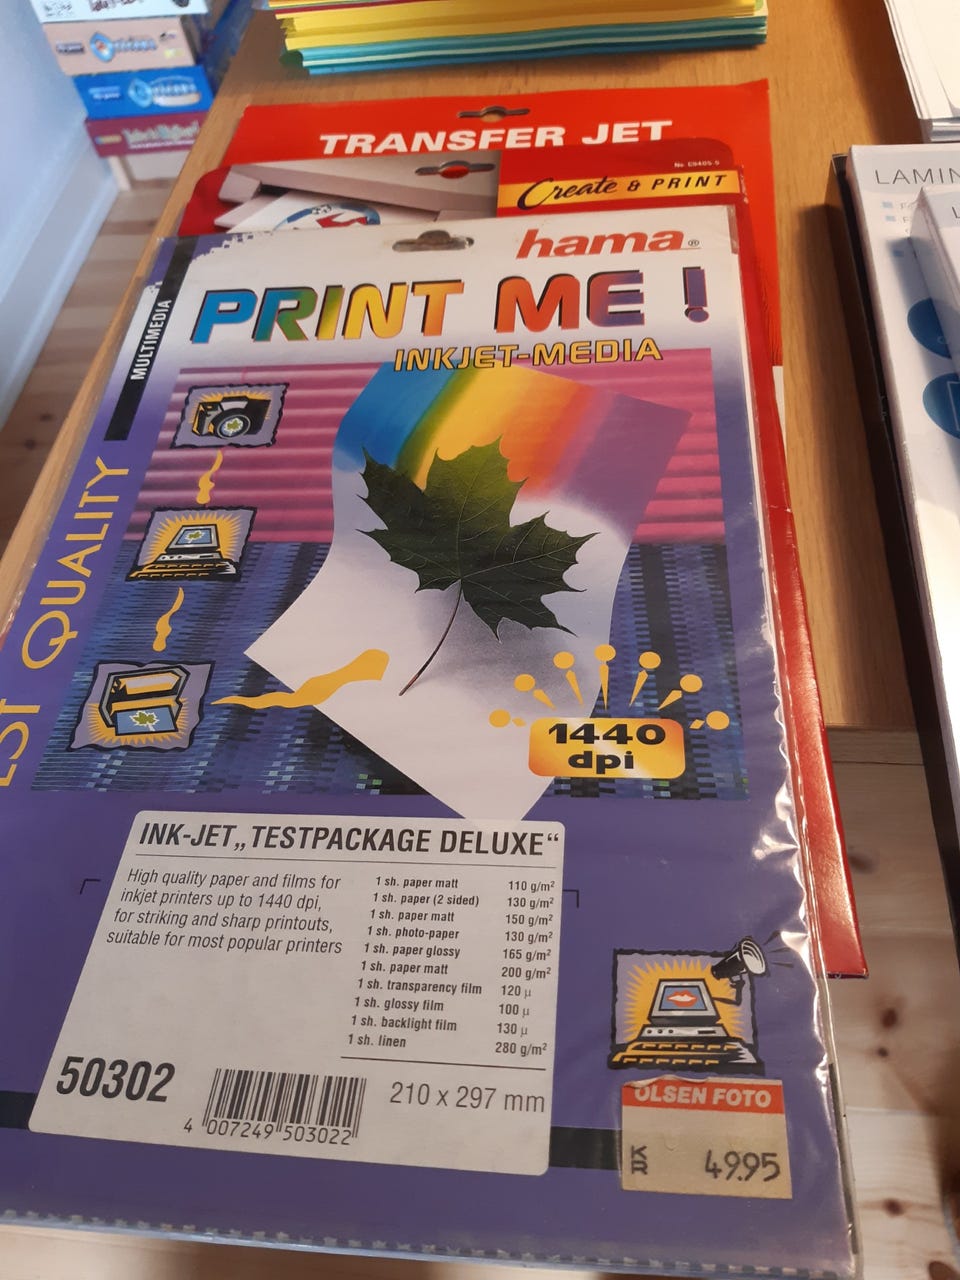 TRANSFER JET
No
Create & PRINT
LAMIN
hama®
PRINT ME!
INKJET-MEDIA
MULTIMEDIA
QUALITY
1440
dpi
INK-JET„TESTPACKAGE DELUXE“
High quality paper and films for
inkjet printers up to 1440 dpi,
for striking and sharp printouts,
suitable for most popular printers
1 sh. paper matt 110 g/m²
1 sh. paper (2 sided) 130 g/m²
1 sh. paper matt 150 g/m²
1 sh. photo-paper 130 g/m²
1 sh. paper glossy 165 g/m²
1 sh. paper matt 200 g/m²
1 sh. transparency film 120 µ
1 sh. glossy film 100 µ
1 sh. backlight film 130 µ
1 sh. linen 280 g/m²
50302
4 007249 503022
210 x 297 mm
OLSEN FOTO
KR 49.95